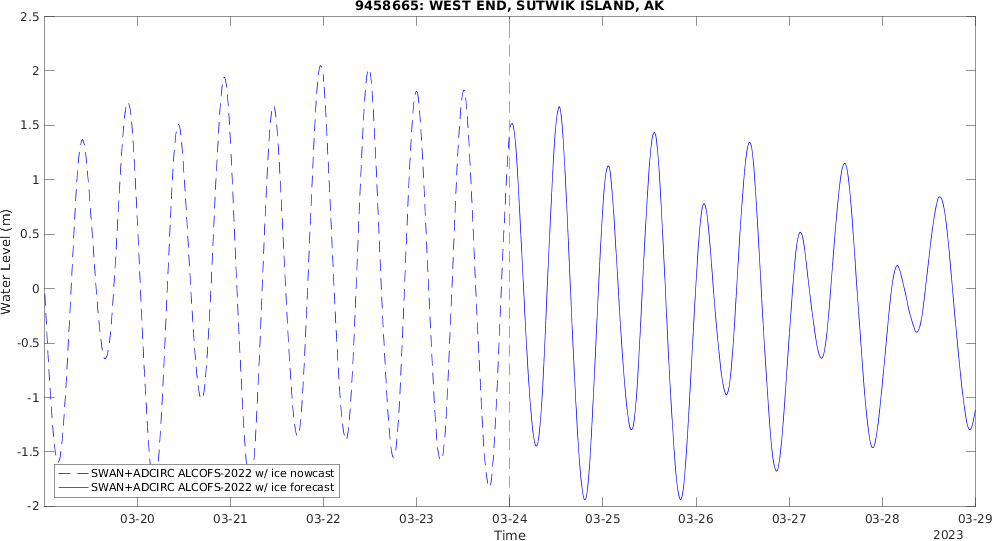 9458665: WEST END, SUTWIK ISLAND, AK
2.5
2
1.5
1
0.5
0
-0.5
-1
-1.5
-2
Water Level (m)
SWAN+ADCIRC ALCOFS-2022 w/ ice nowcast
SWAN+ADCIRC ALCOFS-2022 w/ ice forecast
03-20 03-21 03-22 03-23 03-24 03-25 03-26 03-27 03-28 03-29
Time
2023